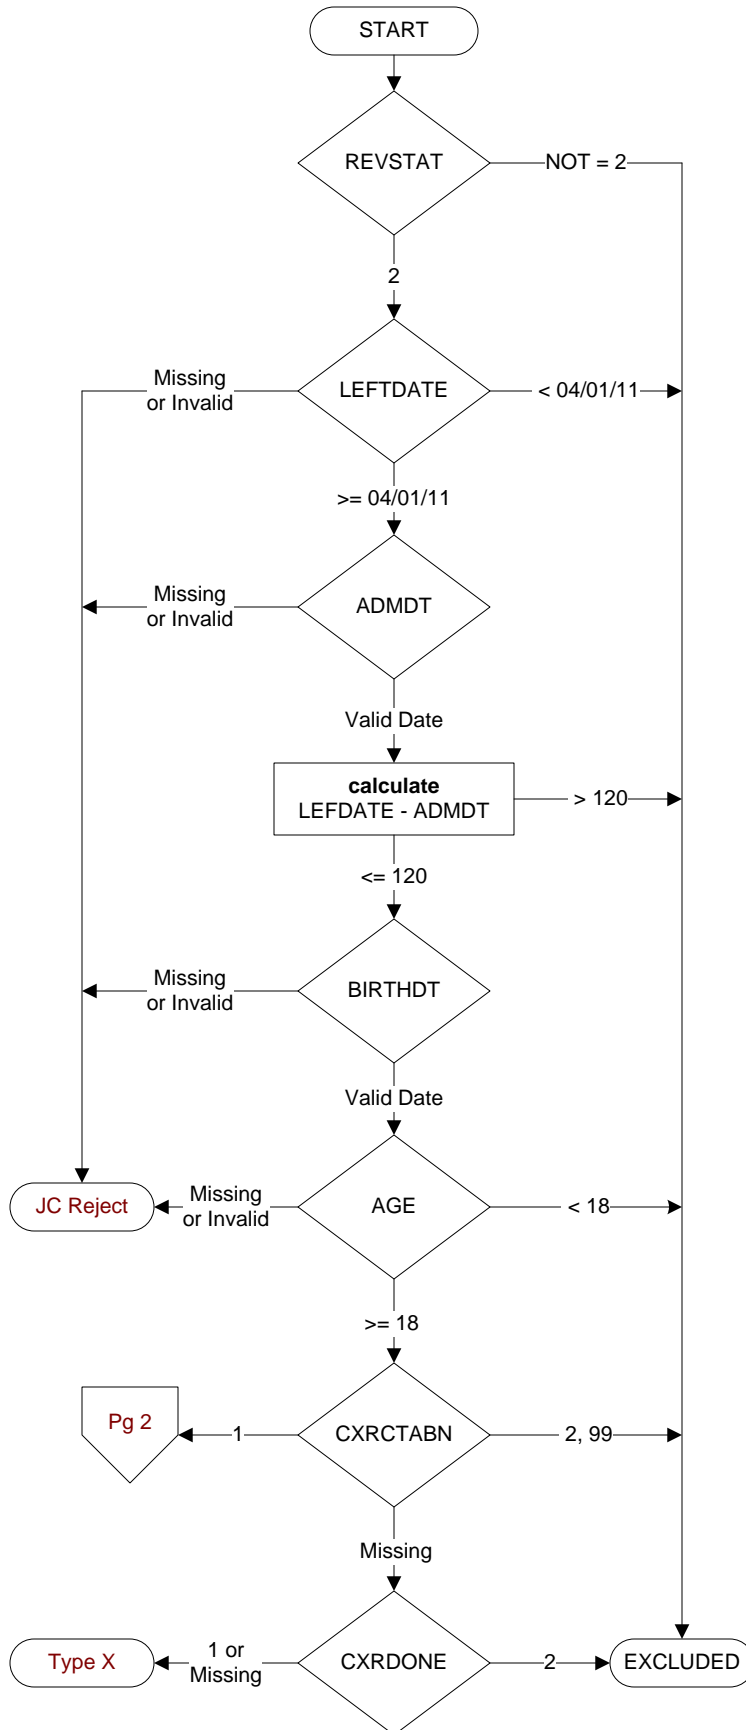 START
REVSTAT
NOT = 2
2
Missing
or Invalid
LEFTDATE
< 04/01/11
>= 04/01/11
Missing
or Invalid
ADMDT
Valid Date
calculate
LEFDATE - ADMDT
> 120
<= 120
Missing
or Invalid
BIRTHDT
Valid Date
JC Reject
Missing
or Invalid
AGE
< 18
>= 18
Pg 2
1
CXRCTABN
2, 99
Missing
Type X
1 or
Missing
CXRDONE
2
EXCLUDED